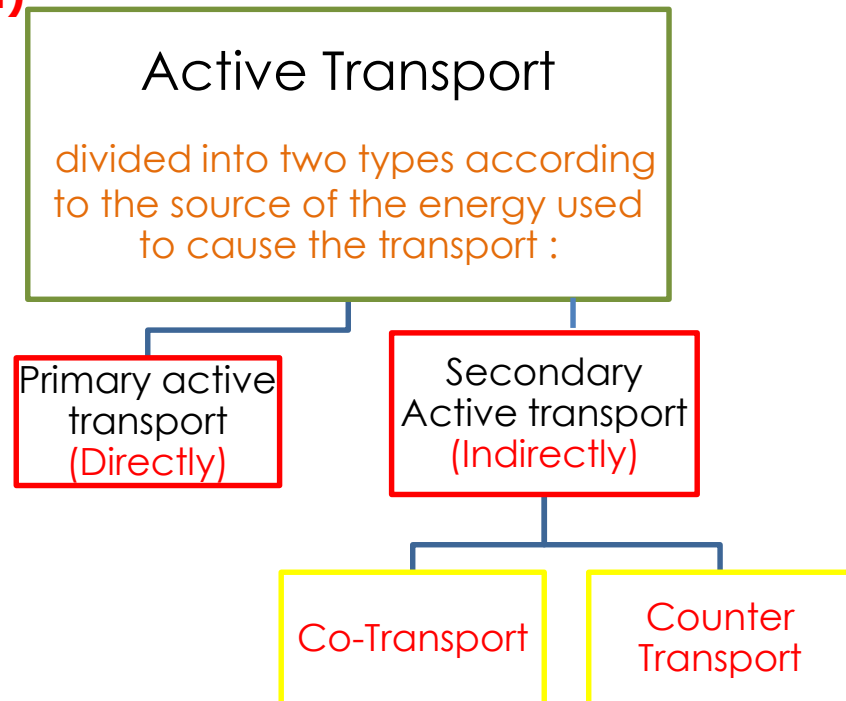 Active Transport
divided into two types according
to the source of the energy used
to cause the transport :
Primary active
transport
(Directly)
Secondary
Active transport
(Indirectly)
Co-Transport
Counter
Transport